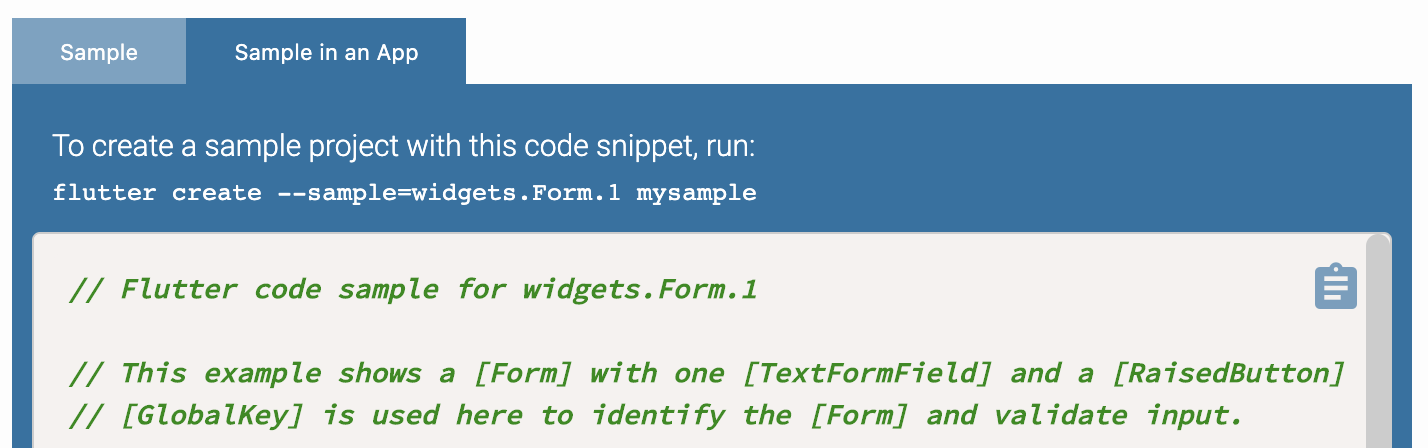 Sample
Sample in an App
To create a sample project with this code snippet, run:
flutter create --sample=widgets.Form.1 mysample
// Flutter code sample for widgets.Form.1
// This example shows a [Form] with one [TextFormField] and a [RaisedButton]
// [GlobalKey] is used here to identify the [Form] and validate input.